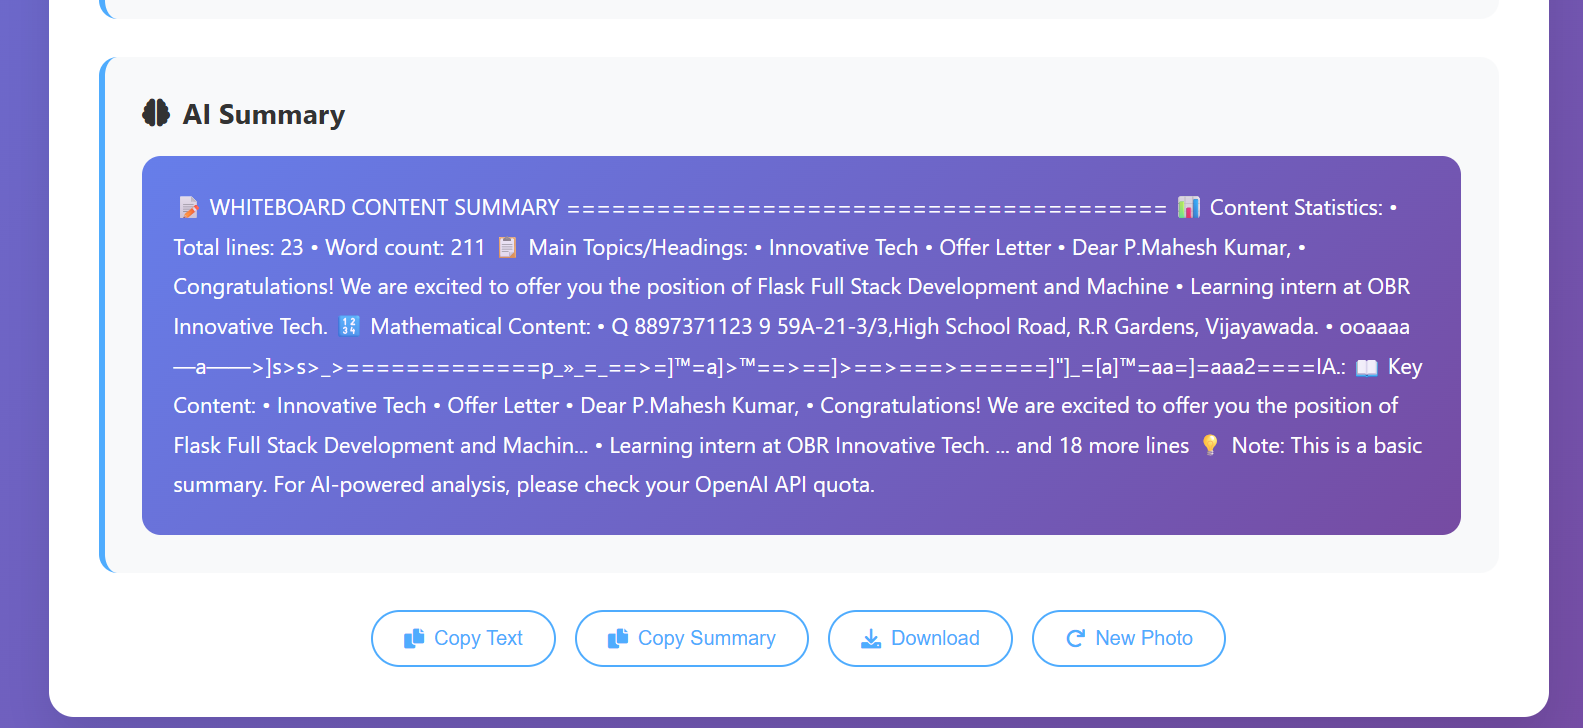 AI Summary
📝 WHITEBOARD CONTENT SUMMARY ======================================== 📊 Content Statistics: •
Total lines: 23 • Word count: 211 📋 Main Topics/Headings: • Innovative Tech • Offer Letter • Dear P.Mahesh Kumar, •
Congratulations! We are excited to offer you the position of Flask Full Stack Development and Machine • Learning intern at OBR
Innovative Tech. 🔢 Mathematical Content: • Q 8897371123 9 59A-21-3/3,High School Road, R.R Gardens, Vijayawada. • ooaaaa
—a——>]s>s>_>=============p_»_=_==>=]™=a]>™==>==]>==>===>======]"]_=[a]™=aa=]=aaa2====IA.: 📖 Key
Content: • Innovative Tech • Offer Letter • Dear P.Mahesh Kumar, • Congratulations! We are excited to offer you the position of
Flask Full Stack Development and Machin... • Learning intern at OBR Innovative Tech. ... and 18 more lines 💡 Note: This is a basic
summary. For AI-powered analysis, please check your OpenAI API quota.
Copy Text Copy Summary Download New Photo